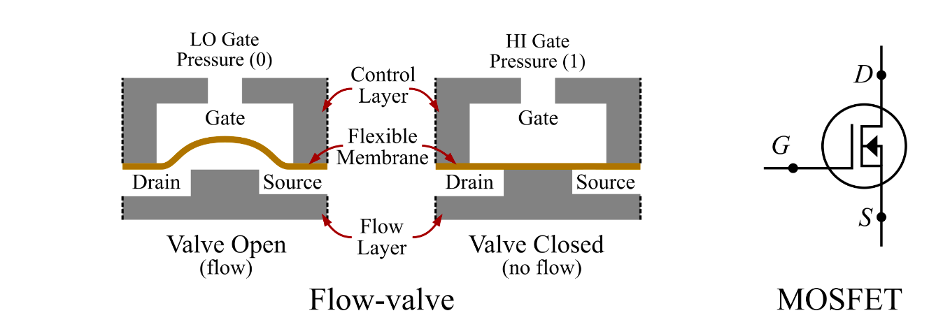 LO Gate
Pressure (0)
Gate
Drain
Source
Valve Open
(flow)
Control
Layer
Flexible
Membrane
Flow
Layer
HI Gate
Pressure (1)
Gate
Drain
Source
Valve Closed
(no flow)
Flow-valve
D
G
S
MOSFET